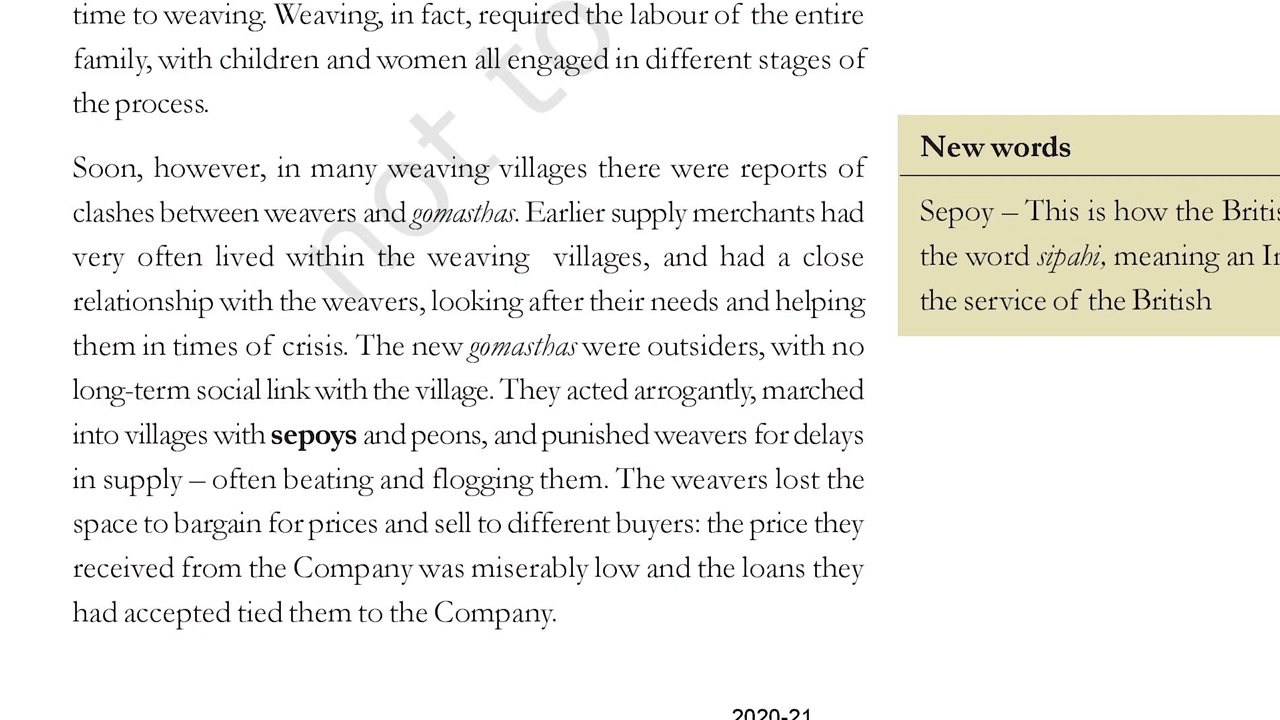 time to weaving. Weaving, in fact, required the labour of the entire
family, with children and women all engaged in different stages of
the process.
Soon, however, in many weaving villages there were reports of
clashes between weavers and gomasthas. Earlier supply merchants had
very often lived within the weaving villages, and had a close
relationship with the weavers, looking after their needs and helping
them in times of crisis. The new gomasthas were outsiders, with no
long-term social link with the village. They acted arrogantly, marched
into villages with sepoys and peons, and punished weavers for delays
in supply – often beating and flogging them. The weavers lost the
space to bargain for prices and sell to different buyers: the price they
received from the Company was miserably low and the loans they
had accepted tied them to the Company.
New words
Sepoy – This is how the
the word sipahi, meaning an
the service of the British
not to
2020-21